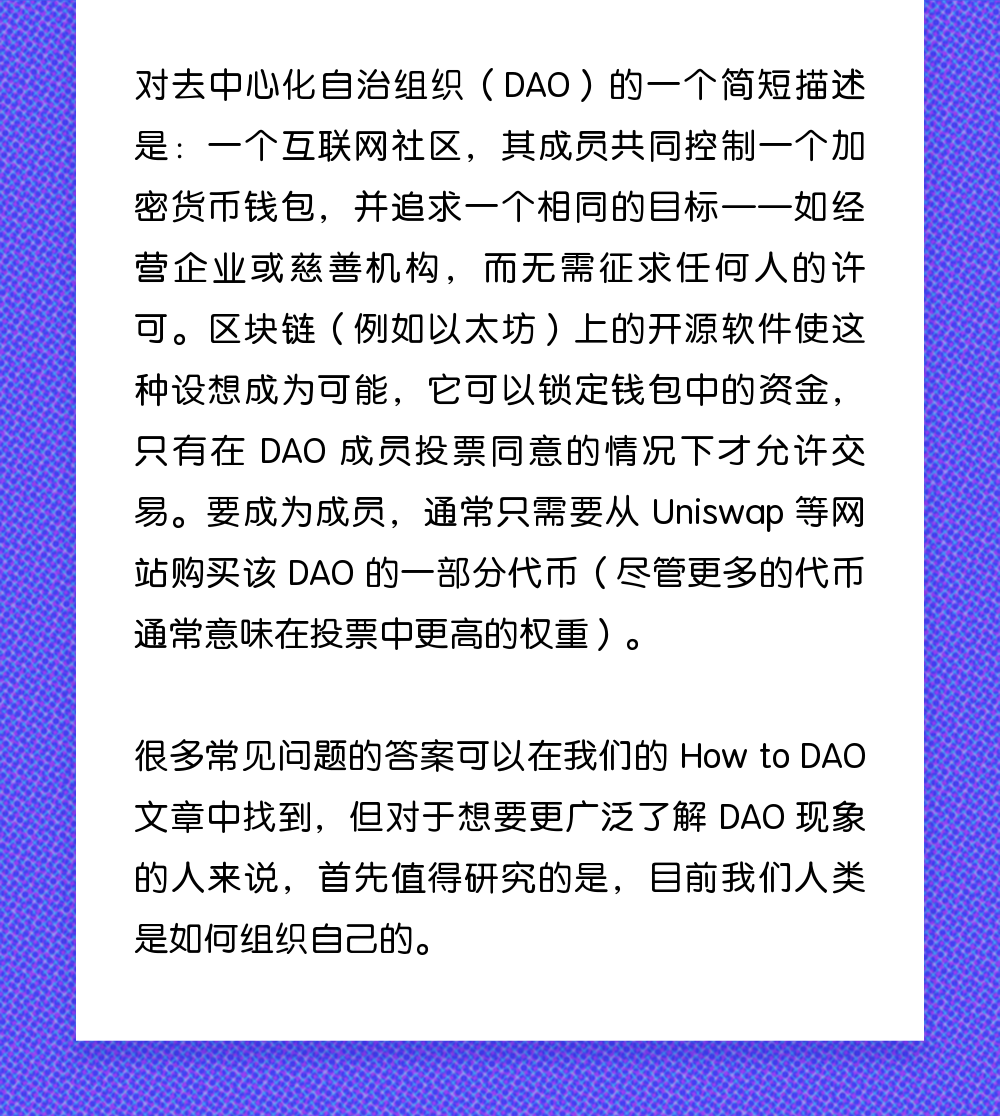 对去中心化自治组织（DAO）的一个简短描述
是：一个互联网社区，其成员共同控制一个加
密货币钱包，并追求一个相同的目标——如经
营企业或慈善机构，而无需征求任何人的许
可。区块链（例如以太坊）上的开源软件使这
种设想成为可能，它可以锁定钱包中的资金，
只有在 DAO 成员投票同意的情况下才允许交
易。要成为成员，通常只需要从 Uniswap 等网
站购买该 DAO 的一部分代币（尽管更多的代币
通常意味在投票中更高的权重）。
很多常见问题的答案可以在我们的 How to DAO
文章中找到，但对于想要更广泛了解 DAO 现象
的人来说，首先值得研究的是，目前我们人类
是如何组织自己的。